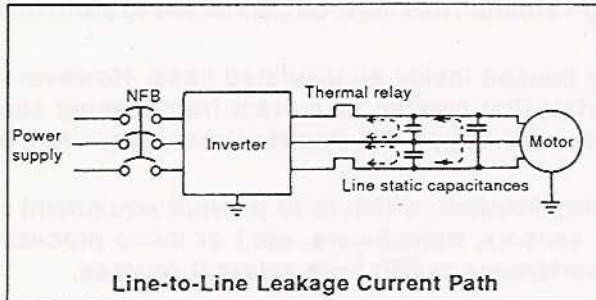 NFB
Thermal relay
Power
supply
Inverter
Motor
Line static capacitances
Line-to-Line Leakage Current Path